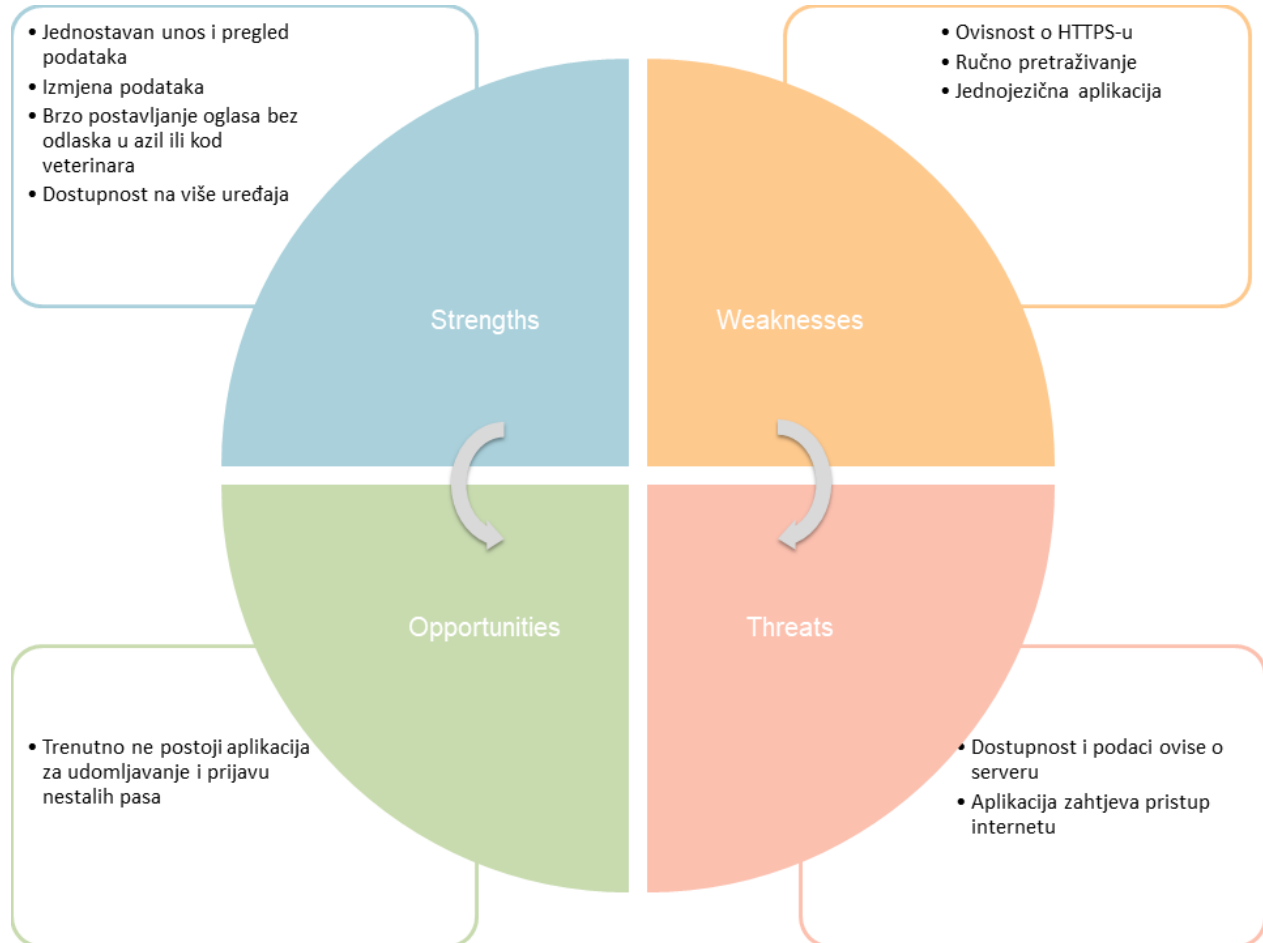 • Jednostavan unos i pregled
podataka
• Izmjena podataka
• Brzo postavljanje oglasa bez
odlaska u azil ili kod
veterinara
• Dostupnost na više uređaja
• Ovisnost o HTTPS-u
• Ručno pretraživanje
• Jednojezična aplikacija
Strengths
Weaknesses
Opportunities
Threats
• Trenutno ne postoji aplikacija
za udomljavanje i prijavu
nestalih pasa
• Dostupnost i podaci ovise o
serveru
• Aplikacija zahtjeva pristup
internetu